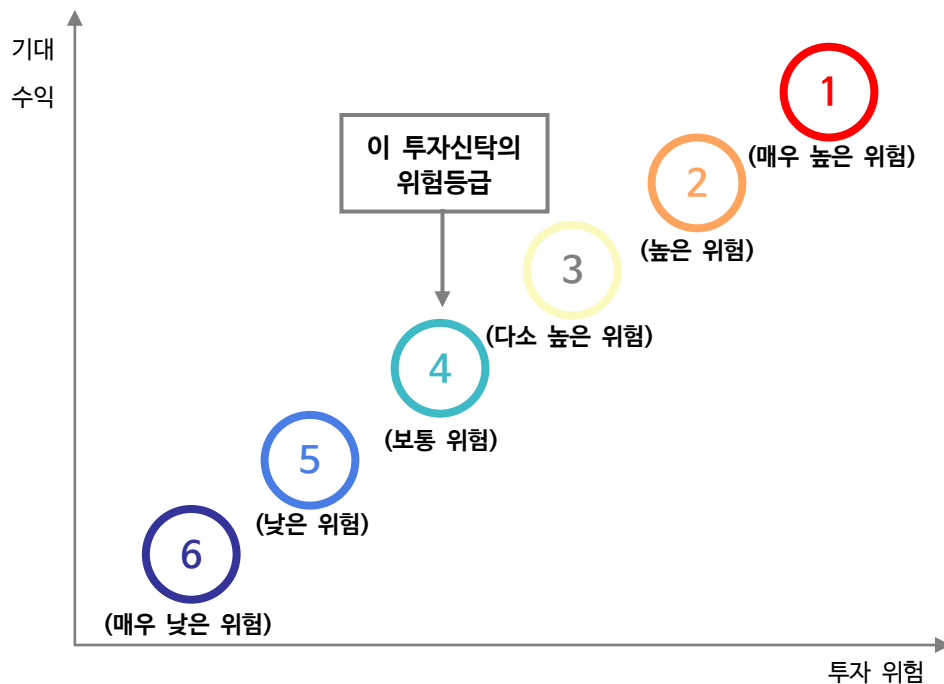 기대
수익
1
(매우 높은 위험)
이 투자신탁의
위험등급
2
(높은 위험)
3
(다소 높은 위험)
4
(보통 위험)
5
(낮은 위험)
6
(매우 낮은 위험)
투자 위험